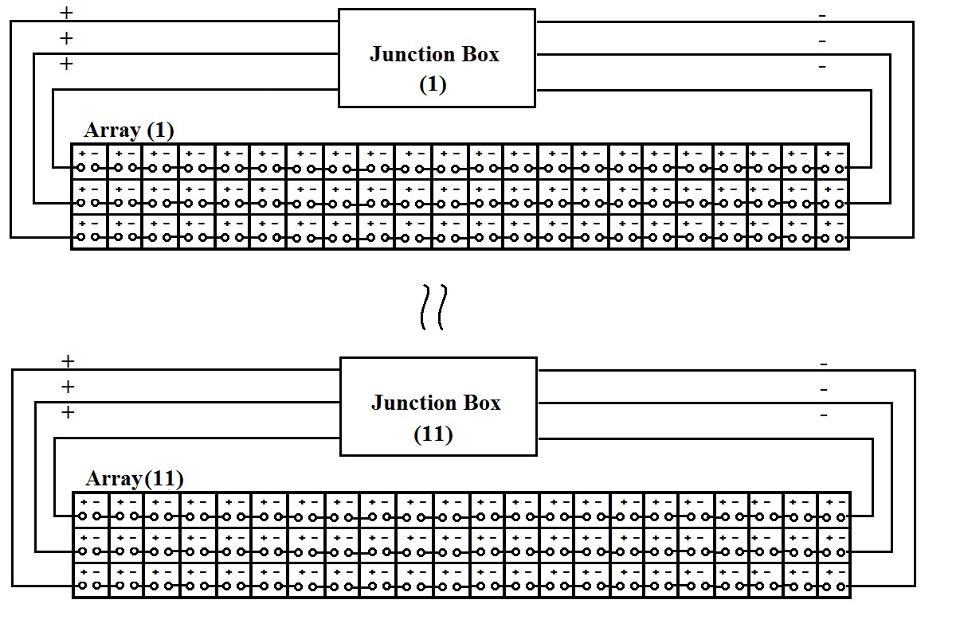 + -
+ -
+ -
Junction Box
(1)
Array (1)
+ - + - + - + - + - + - + - + - + - + - + - + - + - + - + - + - + - + - + - + - + - + -
+ - + - + - + - + - + - + - + - + - + - + - + - + - + - + - + - + - + - + - + - + - + -
+ - + - + - + - + - + - + - + - + - + - + - + - + - + - + - + - + - + - + - + - + - + -
+ -
+ -
+ -
Junction Box
(11)
Array (11)
+ - + - + - + - + - + - + - + - + - + - + - + - + - + - + - + - + - + - + - + - + - + -
+ - + - + - + - + - + - + - + - + - + - + - + - + - + - + - + - + - + - + - + - + - + -
+ - + - + - + - + - + - + - + - + - + - + - + - + - + - + - + - + - + - + - + - + - + -